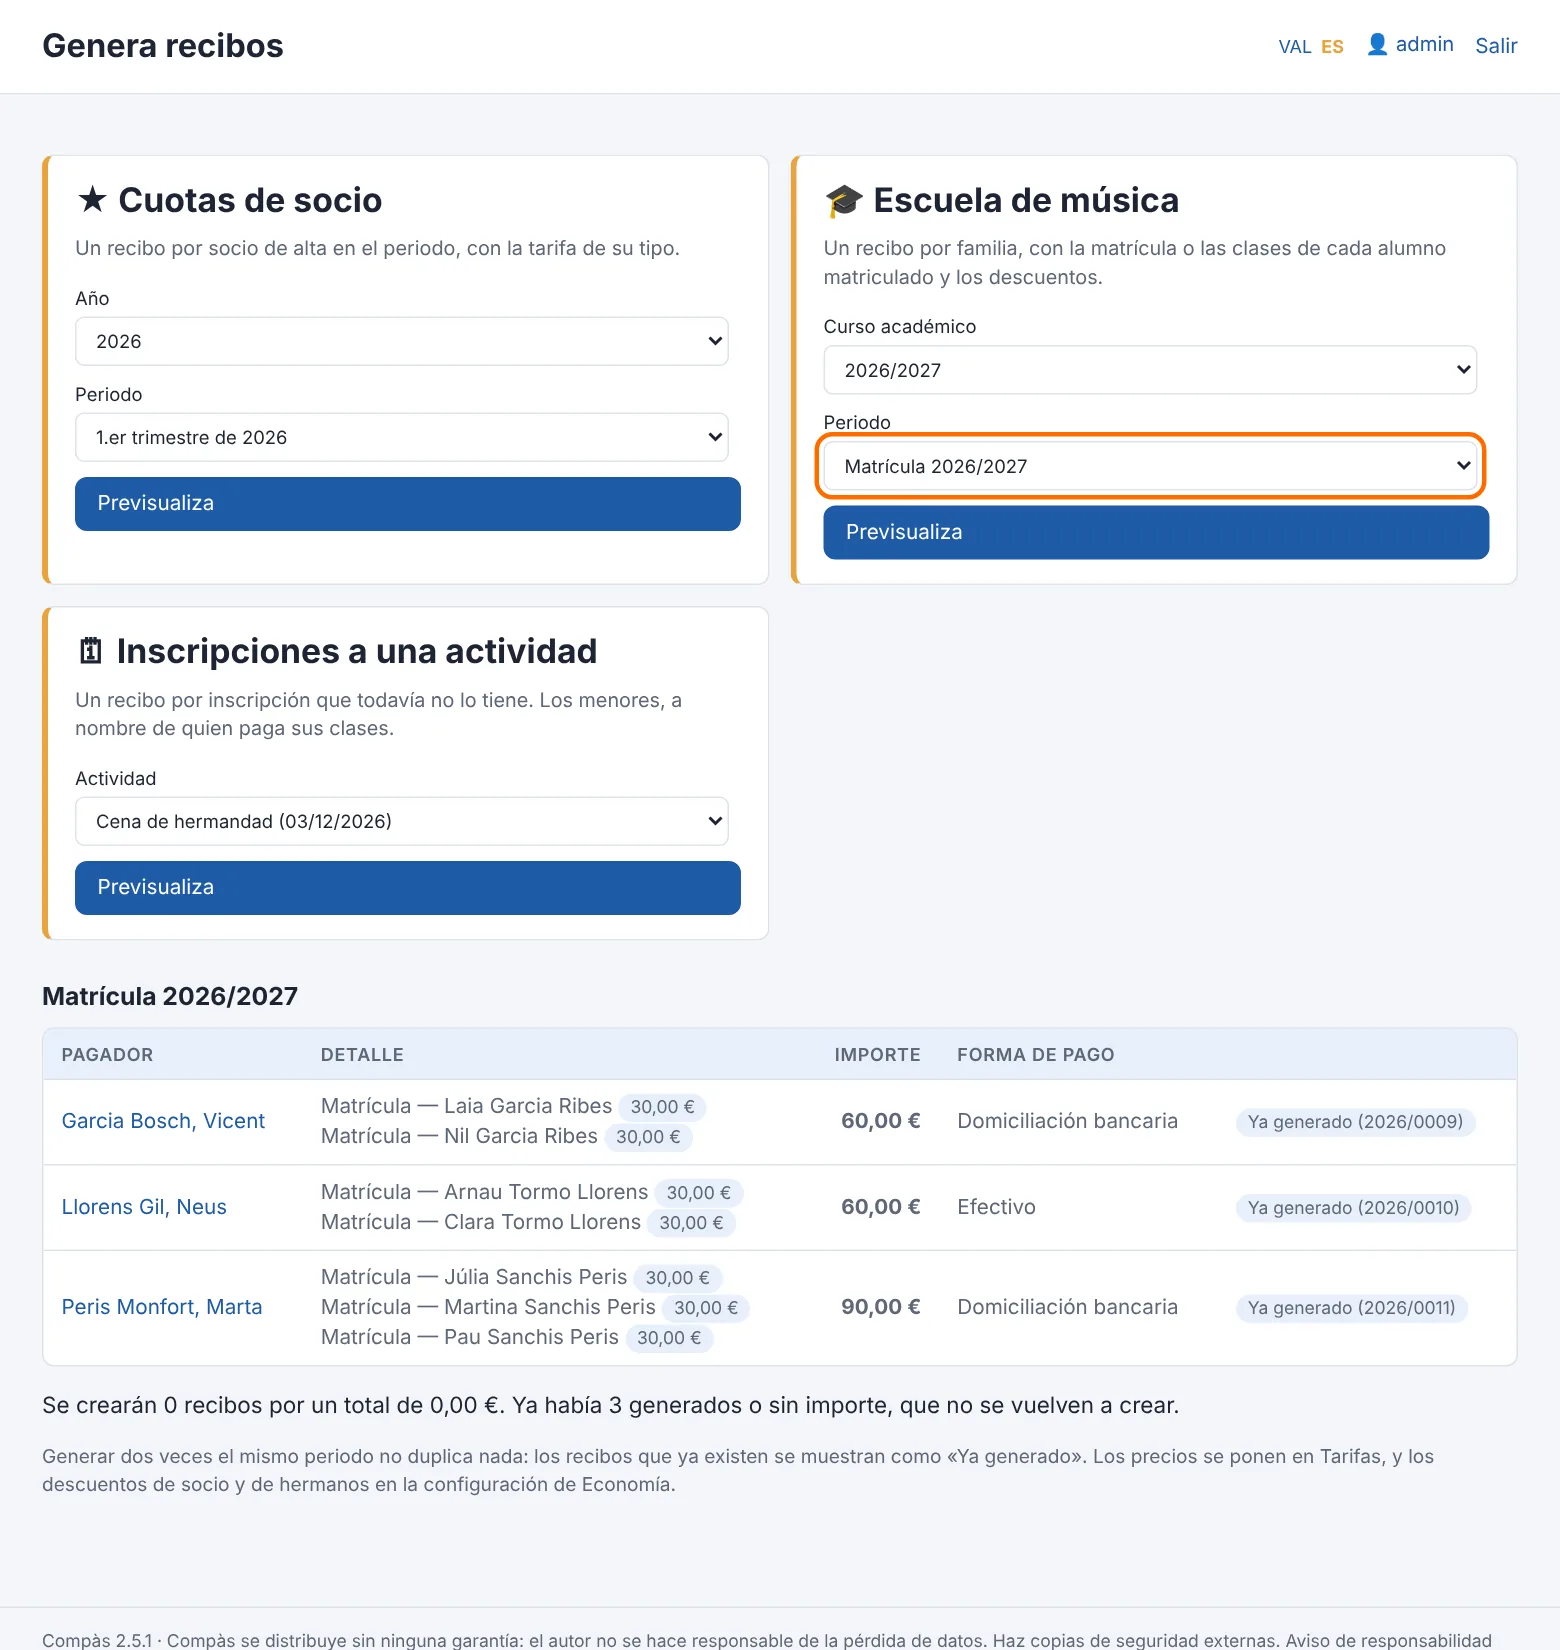 Genera recibos
VAL ES 👤 admin Salir
★ Cuotas de socio
Un recibo por socio de alta en el periodo, con la tarifa de su tipo.
Año
2026
Periodo
1.er trimestre de 2026
Previsualiza
🎓 Escuela de música
Un recibo por familia, con la matrícula o las clases de cada alumno
matriculado y los descuentos.
Curso académico
2026/2027
Periodo
Matrícula 2026/2027
Previsualiza
🗓 Inscripciones a una actividad
Un recibo por inscripción que todavía no lo tiene. Los menores, a
nombre de quien paga sus clases.
Actividad
Cena de hermandad (03/12/2026)
Previsualiza
Matrícula 2026/2027
PAGADOR DETALLE IMPORTE FORMA DE PAGO
Garcia Bosch, Vicent
Matrícula — Laia Garcia Ribes 30,00 €
Matrícula — Nil Garcia Ribes 30,00 €
60,00 € Domiciliación bancaria Ya generado (2026/0009)
Llorens Gil, Neus
Matrícula — Arnau Tormo Llorens 30,00 €
Matrícula — Clara Tormo Llorens 30,00 €
60,00 € Efectivo Ya generado (2026/0010)
Peris Monfort, Marta
Matrícula — Júlia Sanchis Peris 30,00 €
Matrícula — Martina Sanchis Peris 30,00 €
Matrícula — Pau Sanchis Peris 30,00 €
90,00 € Domiciliación bancaria Ya generado (2026/0011)
Se crearán 0 recibos por un total de 0,00 €. Ya había 3 generados o sin importe, que no se vuelven a crear.
Generar dos veces el mismo periodo no duplica nada: los recibos que ya existen se muestran como «Ya generado». Los precios se ponen en Tarifas, y los
descuentos de socio y de hermanos en la configuración de Economía.
Compàs 2.5.1 · Compàs se distribuye sin ninguna garantía: el autor no se hace responsable de la pérdida de datos. Haz copias de seguridad externas. Aviso de responsabilidad